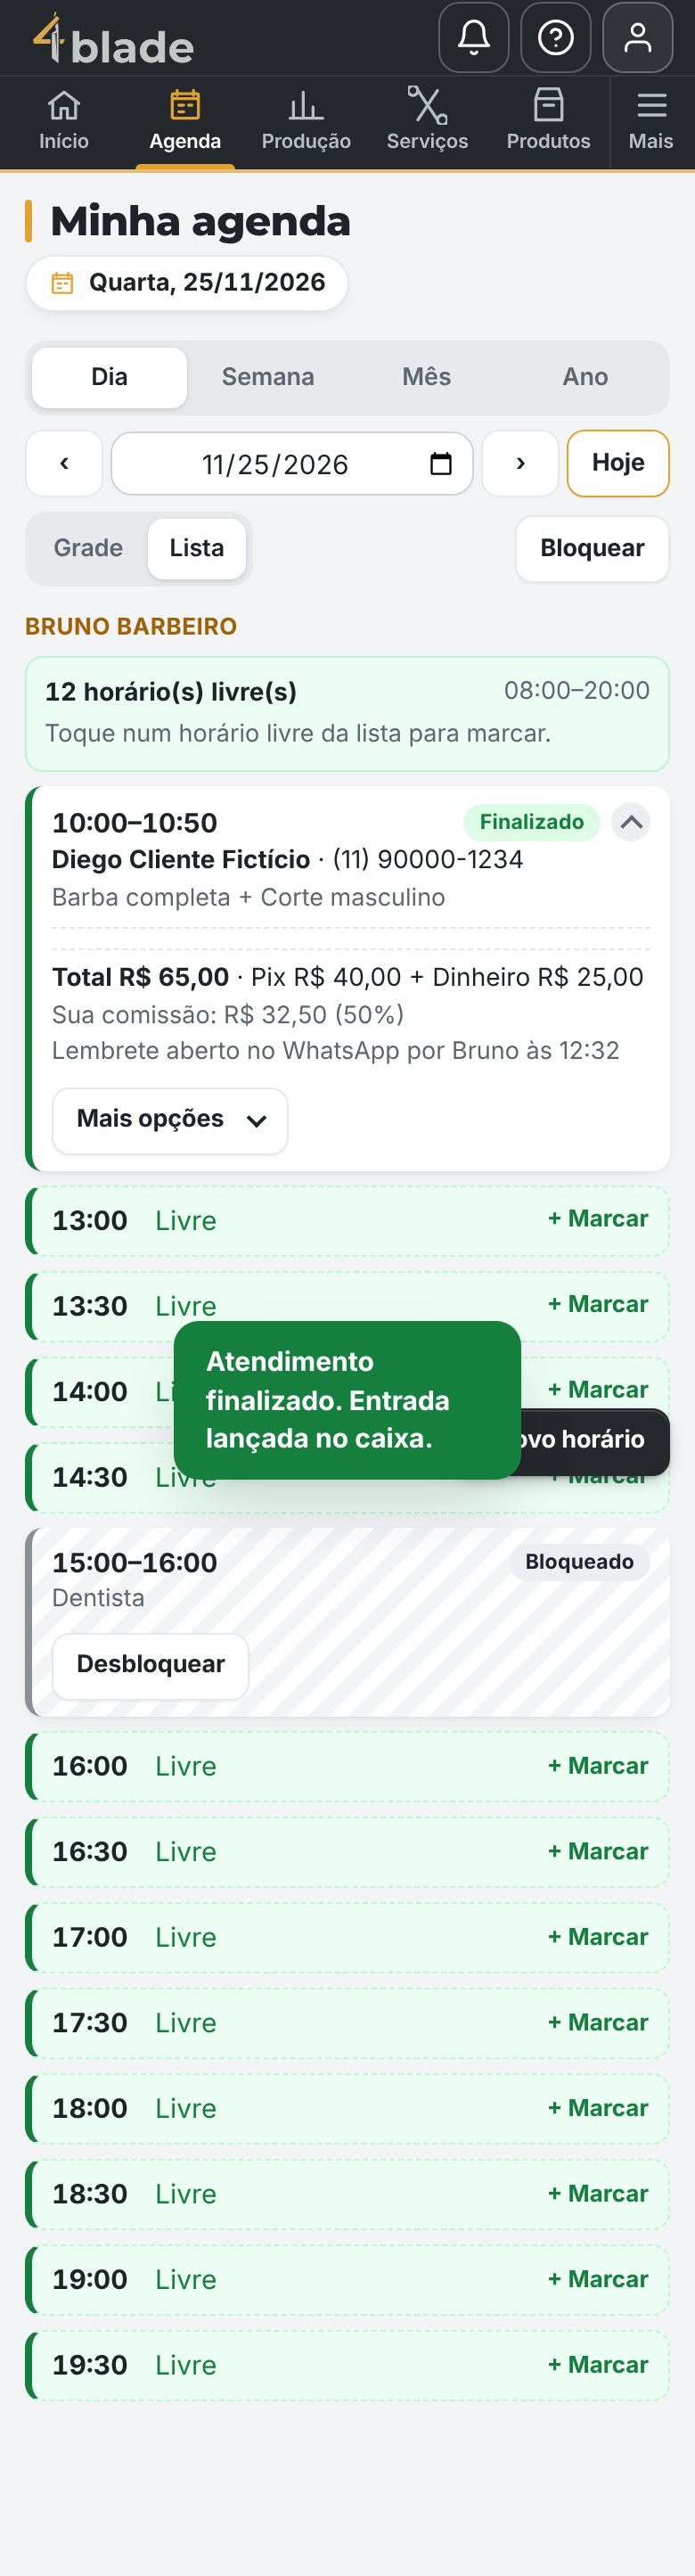 4blade
Início
Agenda
Produção
Serviços
Produtos
Mais
Minha agenda
Quarta, 25/11/2026
Dia
Semana
Mês
Ano
‹
11/25/2026
›
Hoje
Grade
Lista
Bloquear
BRUNO BARBEIRO
12 horário(s) livre(s)
08:00–20:00
Toque num horário livre da lista para marcar.
10:00–10:50
Finalizado
Diego Cliente Fictício · (11) 90000-1234
Barba completa + Corte masculino
Total R$ 65,00 · Pix R$ 40,00 + Dinheiro R$ 25,00
Sua comissão: R$ 32,50 (50%)
Lembrete aberto no WhatsApp por Bruno às 12:32
Mais opções
13:00 Livre + Marcar
13:30 Livre + Marcar
Atendimento
finalizado. Entrada
lançada no caixa.
14:00 + Marcar
horário
14:30 Livre + Marcar
15:00–16:00
Bloqueado
Dentista
Desbloquear
16:00 Livre + Marcar
16:30 Livre + Marcar
17:00 Livre + Marcar
17:30 Livre + Marcar
18:00 Livre + Marcar
18:30 Livre + Marcar
19:00 Livre + Marcar
19:30 Livre + Marcar